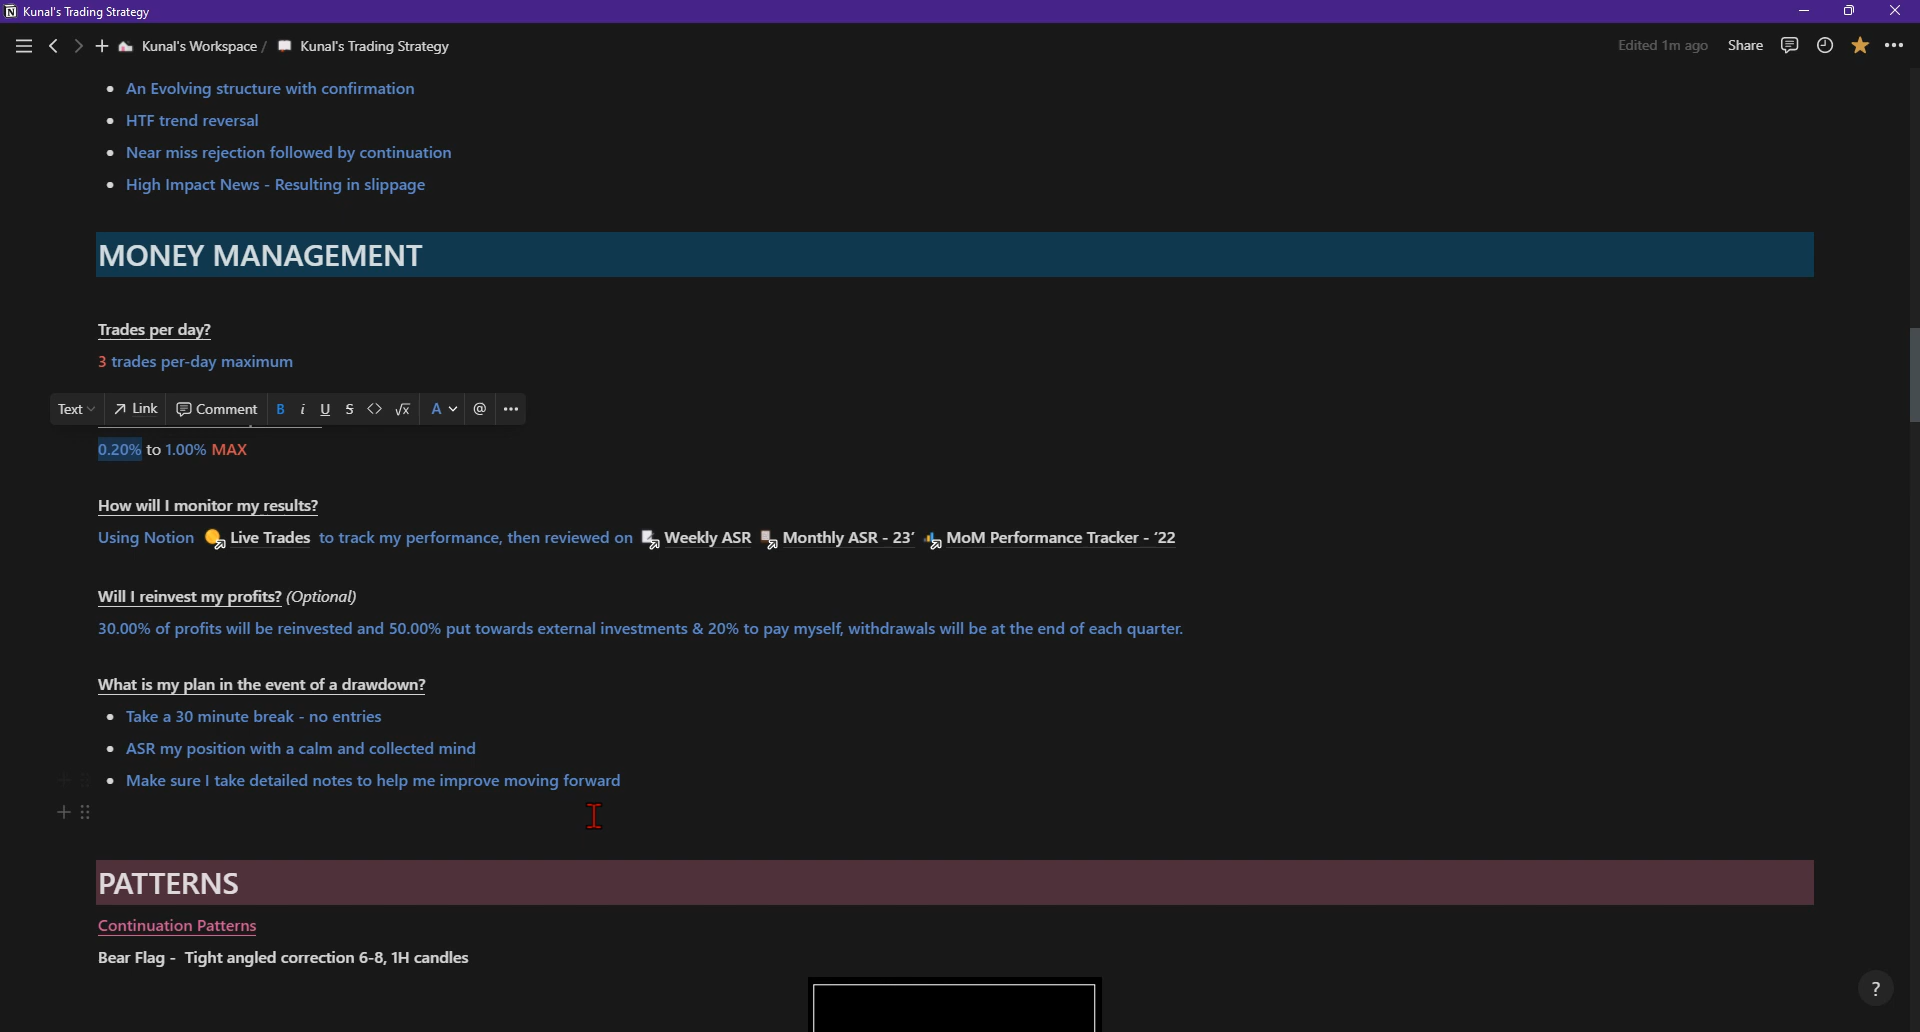 Kunal's Trading Strategy
Kunal's Workspace / Kunal's Trading Strategy
Edited 1m ago Share
An Evolving structure with confirmation
HTF trend reversal
Near miss rejection followed by continuation
High Impact News - Resulting in slippage
MONEY MANAGEMENT
Trades per day?
3 trades per-day maximum
Text Link Comment B i U S <> √x A @ •••
0.20% to 1.00% MAX
How will I monitor my results?
Using Notion Live Trades to track my performance, then reviewed on Weekly ASR Monthly ASR - 23’ MoM Performance Tracker - ‘22
Will I reinvest my profits? (Optional)
30.00% of profits will be reinvested and 50.00% put towards external investments & 20% to pay myself, withdrawals will be at the end of each quarter.
What is my plan in the event of a drawdown?
Take a 30 minute break - no entries
ASR my position with a calm and collected mind
Make sure I take detailed notes to help me improve moving forward
PATTERNS
Continuation Patterns
Bear Flag - Tight angled correction 6-8, 1H candles
?